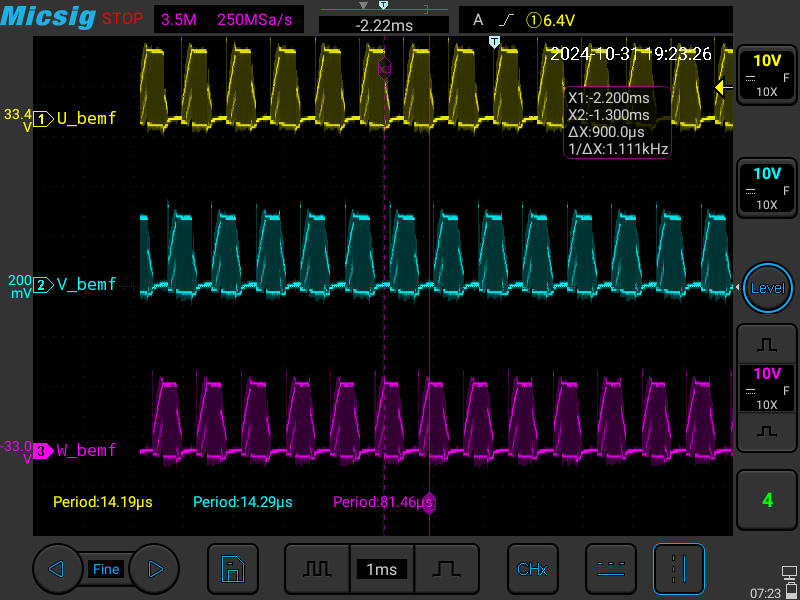 Micsig STOP 3.5M 250MSa/s -2.22ms A 1 6.4V
T
T
2024-10-31 19:23:26
10V
F
10X
X1:-2.200ms
X2:-1.300ms
ΔX:900.0µs
1/ΔX:1.111kHz
33.4
V
1 U_bemf
10V
F
10X
200
mV
2 V_bemf
Level
10V
F
10X
-33.0
V
3 W_bemf
Period:14.19µs Period:14.29µs Period:81.46µs
4
Fine 1ms CHx
07:23